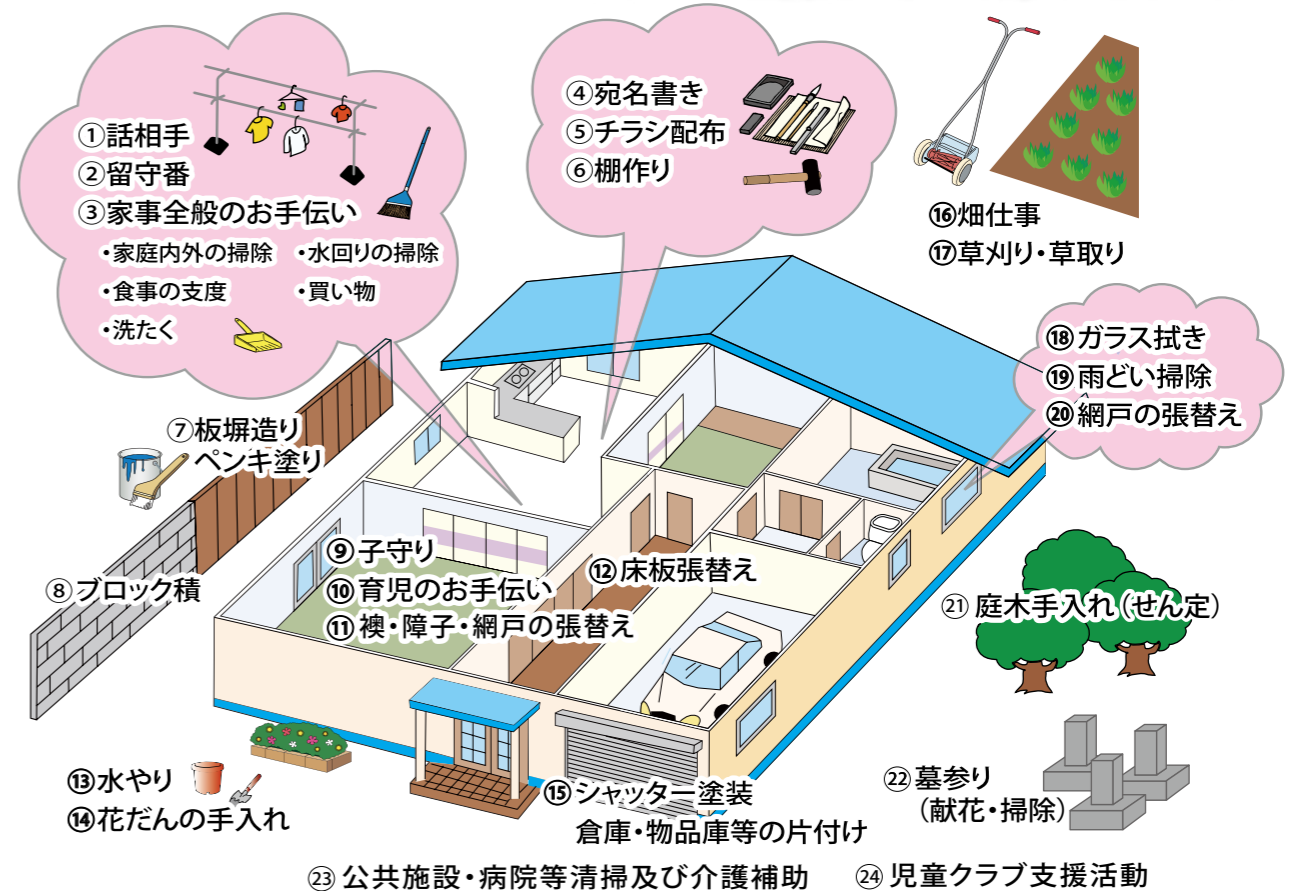 ①話相手
②留守番
③家事全般のお手伝い
・家庭内外の掃除 ・水回りの掃除
・食事の支度 ・買い物
・洗たく
④宛名書き
⑤チラシ配布
⑥棚作り
⑦板塀造り
ペンキ塗り
⑧ブロック積
⑨子守り
⑩育児のお手伝い
⑪襖・障子・網戸の張替え
⑫床板張替え
⑬水やり
⑭花だんの手入れ
⑮シャッター塗装
倉庫・物品庫等の片付け
⑯畑仕事
⑰草刈り・草取り
⑱ガラス拭き
⑲雨どい掃除
⑳網戸の張替え
㉑庭木手入れ(せん定)
㉒墓参り
(献花・掃除)
㉓公共施設・病院等清掃及び介護補助
㉔児童クラブ支援活動